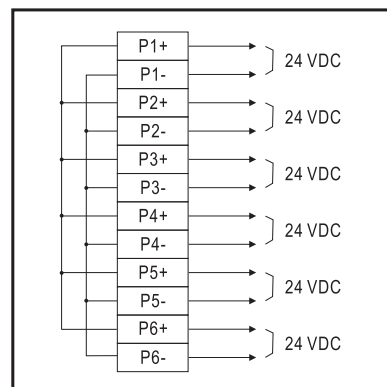 P1+
P1-
24 VDC
P2+
P2-
24 VDC
P3+
P3-
24 VDC
P4+
P4-
24 VDC
P5+
P5-
24 VDC
P6+
P6-
24 VDC